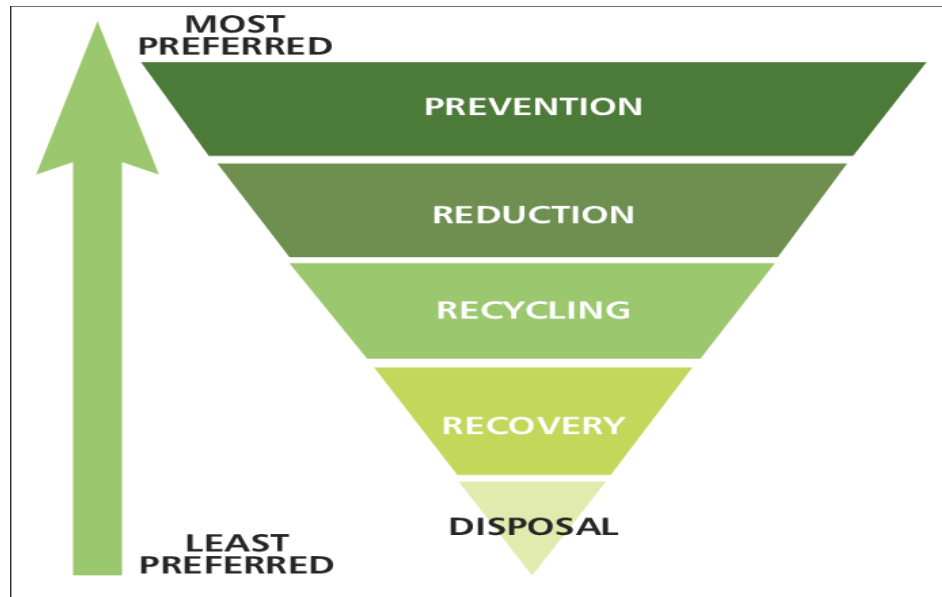 MOST
PREFERRED
PREVENTION
REDUCTION
RECYCLING
RECOVERY
DISPOSAL
LEAST
PREFERRED